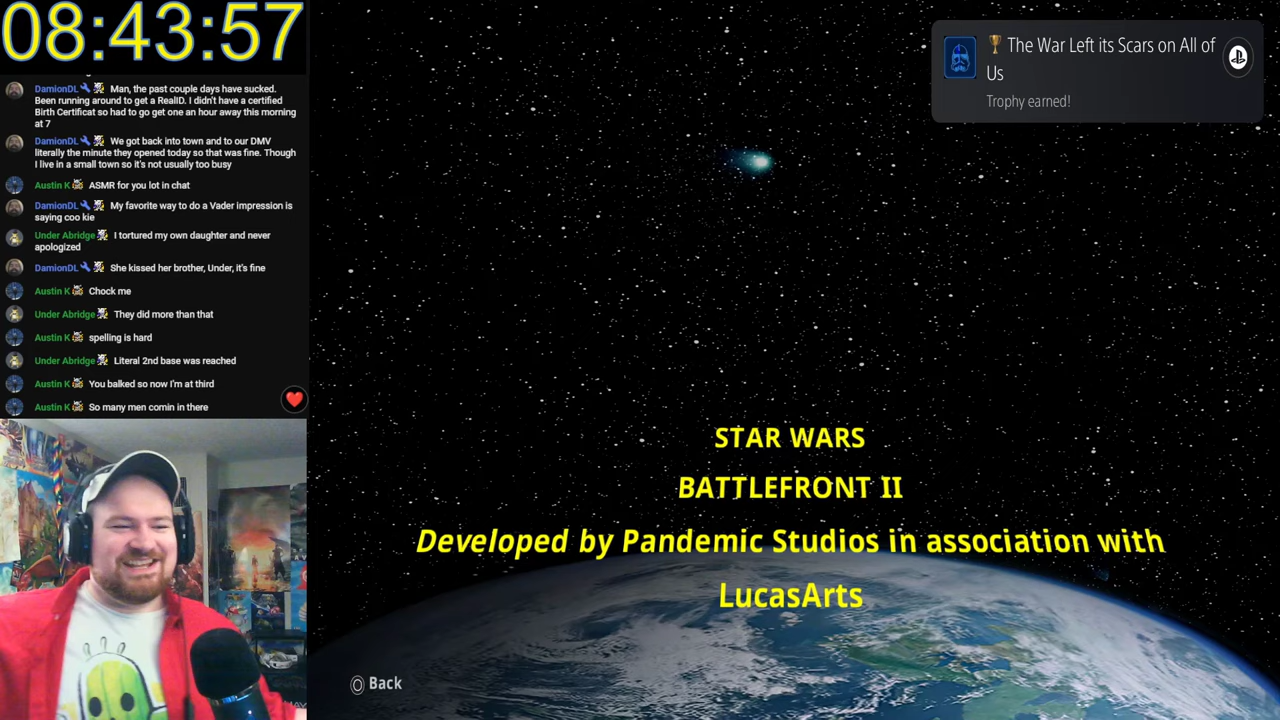 08:43:57
DamionDL Man, the past couple days have sucked.
Been running around to get a RealID. I didn't have a certified
Birth Certificat so had to go get one an hour away this morning
at 7
DamionDL We got back into town and to our DMV
literally the minute they opened today so that was fine. Though
I live in a small town so it's not usually too busy
Austin K ASMR for you lot in chat
DamionDL My favorite way to do a Vader impression is
saying coo kie
Under Abridge I tortured my own daughter and never
apologized
DamionDL She kissed her brother, Under, it's fine
Austin K Chock me
Under Abridge They did more than that
Austin K spelling is hard
Under Abridge Literal 2nd base was reached
Austin K You balked so now I'm at third
Austin K So many men comin in there
The War Left its Scars on All of
Us
Trophy earned!
STAR WARS
BATTLEFRONT II
Developed by Pandemic Studios in association with
LucasArts
Back